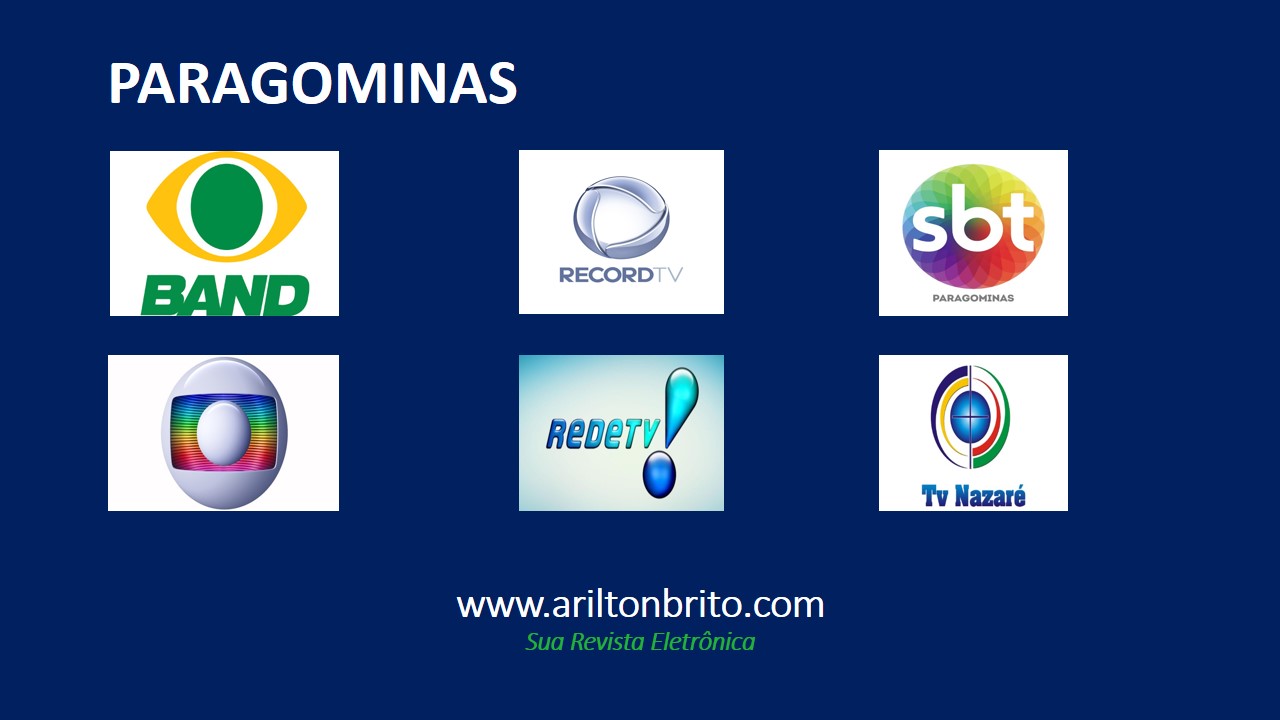 PARAGOMINAS
BAND
RECORDTV
sbt
PARAGOMINAS
REDETV!
Tv Nazaré
www.ariltonbrito.com
Sua Revista Eletrônica